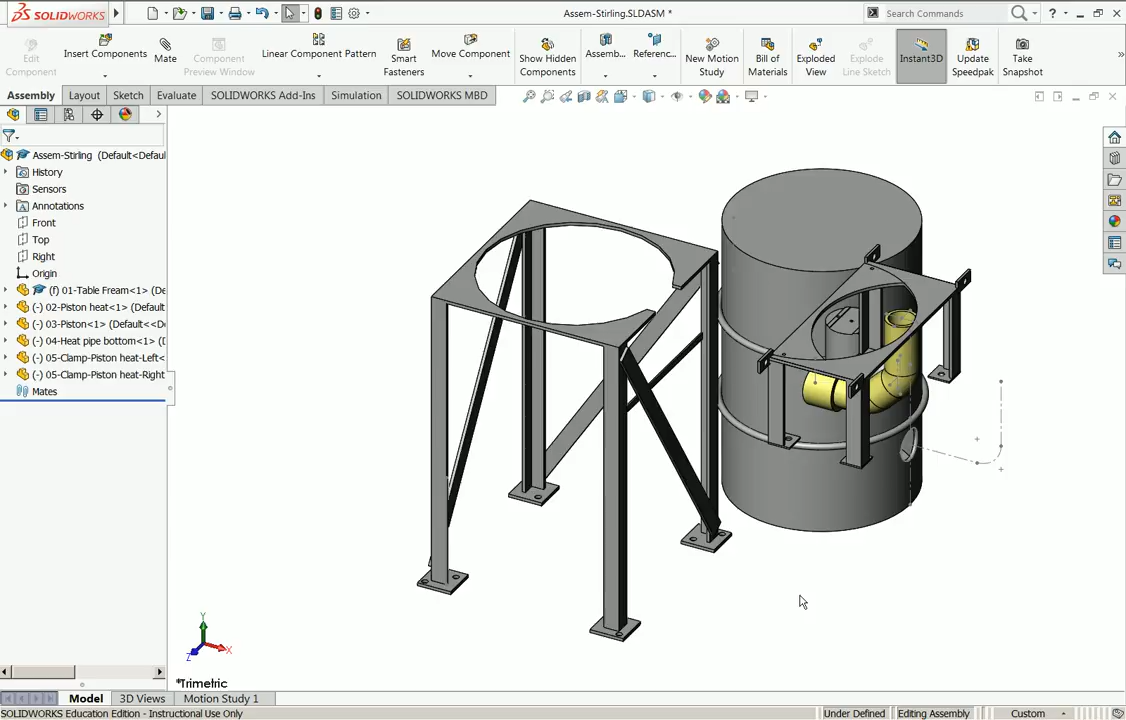 SOLIDWORKS
Assem-Stirling.SLDASM *
Search Commands
?
Edit Component
Insert Components
Mate
Component Preview Window
Linear Component Pattern
Smart Fasteners
Move Component
Show Hidden Components
Assemb...
Referenc...
New Motion Study
Bill of Materials
Exploded View
Explode Line Sketch
Instant3D
Update Speedpak
Take Snapshot
Assembly
Layout
Sketch
Evaluate
SOLIDWORKS Add-Ins
Simulation
SOLIDWORKS MBD
Assem-Stirling (Default<Defaul
History
Sensors
Annotations
Front
Top
Right
Origin
(f) 01-Table Fream<1> (De
(-) 02-Piston heat<1> (Default
(-) 03-Piston<1> (Default<<D
(-) 04-Heat pipe bottom<1> (
(-) 05-Clamp-Piston heat-Left<
(-) 05-Clamp-Piston heat-Right
Mates
Y
X
Z
*Trimetric
Model
3D Views
Motion Study 1
SOLIDWORKS Education Edition - Instructional Use Only
Under Defined
Editing Assembly
Custom